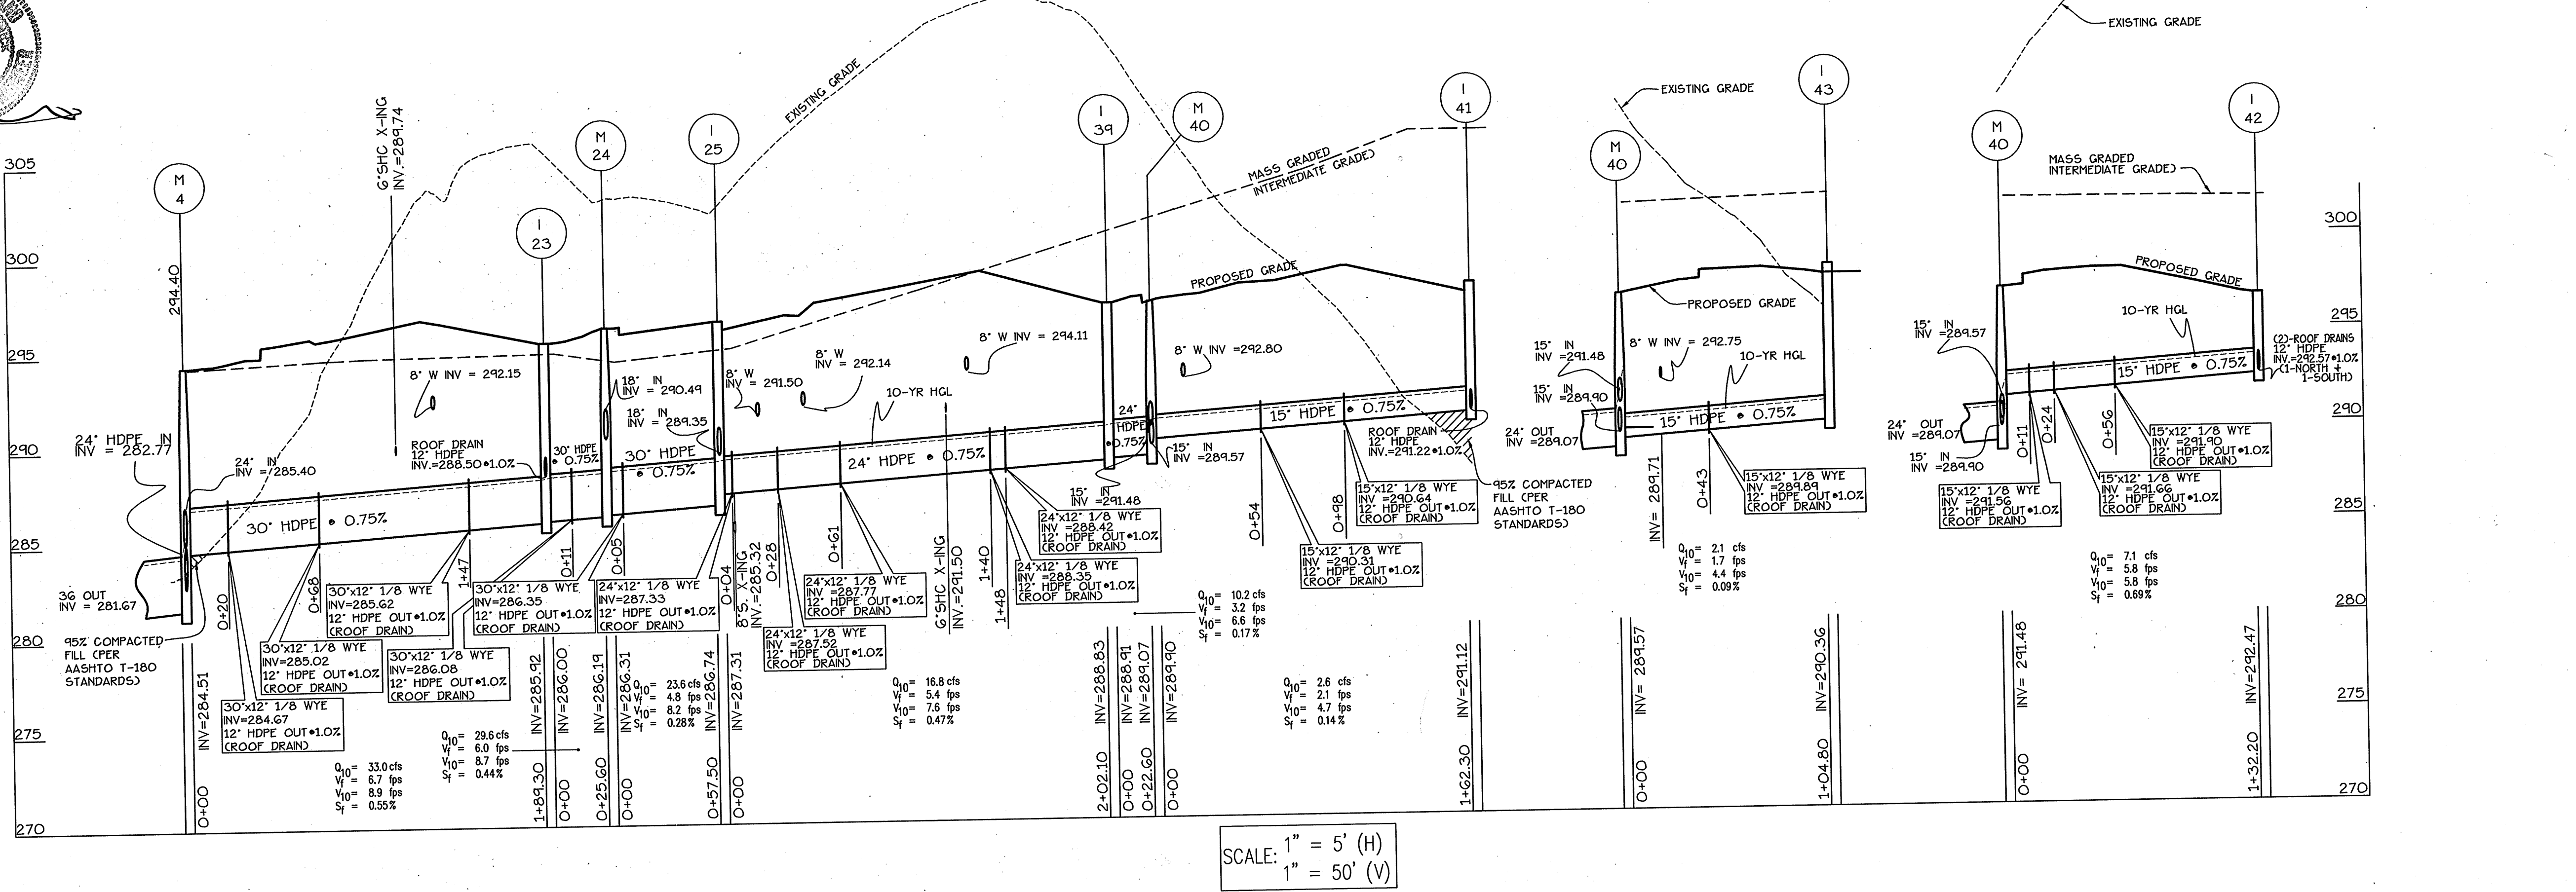 EXISTING GRADE
EXISTING GRADE
EXISTING GRADE
M
4
6"SHC X-ING
INV.=289.74
I
23
M
24
I
25
I
39
M
40
I
41
M
40
I
43
M
40
I
42
MASS GRADED
INTERMEDIATE GRADE)
MASS GRADED
INTERMEDIATE GRADE)
305
300
295
290
285
280
275
270
300
295
290
285
280
275
270
294.40
24" HDPE IN
INV = 282.77
24" IN
INV =285.40
36 OUT
INV = 281.67
95% COMPACTED
FILL (PER
AASHTO T-180
STANDARDS)
30" HDPE @ 0.75%
8" W INV = 292.15
ROOF DRAIN
12" HDPE
INV.=288.50@1.0%
30" HDPE
@ 0.75%
18" IN
INV = 290.49
18" IN
INV =289.35
30" HDPE
@ 0.75%
8" W
INV =291.50
8" W
INV =292.14
10-YR HGL
24" HDPE @ 0.75%
8" W INV = 294.11
PROPOSED GRADE
24"
HDPE
@0.75%
15" IN
INV =291.48
15" IN
INV =289.57
8" W INV =292.80
15" HDPE @ 0.75%
ROOF DRAIN
12" HDPE
INV.=291.22@1.0%
95% COMPACTED
FILL (PER
AASHTO T-180
STANDARDS)
0+20
0+68
1+47
0+11
0+05
0+04
8"S. X-ING
INV.=285.32
0+28
0+61
6"SHC X-ING
INV.=291.50
1+40
1+48
0+54
0+98
30"x12" 1/8 WYE
INV=284.67
12" HDPE OUT@1.0%
(ROOF DRAIN)
30"x12" 1/8 WYE
INV=285.02
12" HDPE OUT@1.0%
(ROOF DRAIN)
30"x12" 1/8 WYE
INV=285.62
12" HDPE OUT@1.0%
(ROOF DRAIN)
30"x12" 1/8 WYE
INV=286.08
12" HDPE OUT@1.0%
(ROOF DRAIN)
30"x12" 1/8 WYE
INV=286.35
12" HDPE OUT@1.0%
(ROOF DRAIN)
24"x12" 1/8 WYE
INV=287.33
12" HDPE OUT@1.0%
(ROOF DRAIN)
24"x12" 1/8 WYE
INV=287.52
12" HDPE OUT@1.0%
(ROOF DRAIN)
24"x12" 1/8 WYE
INV =287.77
12" HDPE OUT@1.0%
(ROOF DRAIN)
24"x12" 1/8 WYE
INV =288.35
12" HDPE OUT@1.0%
(ROOF DRAIN)
24"x12" 1/8 WYE
INV =288.42
12" HDPE OUT@1.0%
(ROOF DRAIN)
15"x12" 1/8 WYE
INV =290.31
12" HDPE OUT@1.0%
(ROOF DRAIN)
15"x12" 1/8 WYE
INV =290.64
12" HDPE OUT@1.0%
(ROOF DRAIN)
Q10= 33.0 cfs
Vf = 6.7 fps
V10= 8.9 fps
Sf = 0.55%
Q10= 29.6 cfs
Vf = 6.0 fps
V10= 8.7 fps
Sf = 0.44%
Q10= 23.6 cfs
Vf = 4.8 fps
V10= 8.2 fps
Sf = 0.28%
Q10= 16.8 cfs
Vf = 5.4 fps
V10= 7.6 fps
Sf = 0.47%
Q10= 10.2 cfs
Vf = 3.2 fps
V10= 6.6 fps
Sf = 0.17%
Q10= 2.6 cfs
Vf = 2.1 fps
V10= 4.7 fps
Sf = 0.14%
INV=284.51
0+00
INV=285.92
1+89.30
INV=286.00
0+00
INV=286.19
0+25.60
INV=286.31
0+00
INV=286.74
0+57.50
INV=287.31
0+00
INV=288.83
2+02.10
INV=288.91
0+00
INV=289.07
0+22.60
INV=289.90
0+00
INV=291.12
1+62.30
15" IN
INV =291.48
15" IN
INV =289.90
24" OUT
INV =289.07
8" W INV = 292.75
PROPOSED GRADE
10-YR HGL
15" HDPE @ 0.75%
INV= 289.71
0+43
15"x12" 1/8 WYE
INV =289.89
12" HDPE OUT@1.0%
(ROOF DRAIN)
Q10= 2.1 cfs
Vf = 1.7 fps
V10= 4.4 fps
Sf = 0.09%
INV= 289.57
0+00
INV=290.36
1+04.80
15" IN
INV =289.57
24" OUT
INV =289.07
15" IN
INV =289.90
PROPOSED GRADE
10-YR HGL
15" HDPE @ 0.75%
(2)-ROOF DRAINS
12" HDPE
INV.=292.57@1.0%
(1-NORTH +
1-SOUTH)
0+11
0+24
0+56
15"x12" 1/8 WYE
INV =291.56
12" HDPE OUT@1.0%
(ROOF DRAIN)
15"x12" 1/8 WYE
INV =291.66
12" HDPE OUT@1.0%
(ROOF DRAIN)
15"x12" 1/8 WYE
INV =291.90
12" HDPE OUT@1.0%
(ROOF DRAIN)
Q10= 7.1 cfs
Vf = 5.8 fps
V10= 5.8 fps
Sf = 0.69%
INV= 291.48
0+00
INV=292.47
1+32.20
SCALE: 1" = 5' (H)
1" = 50' (V)